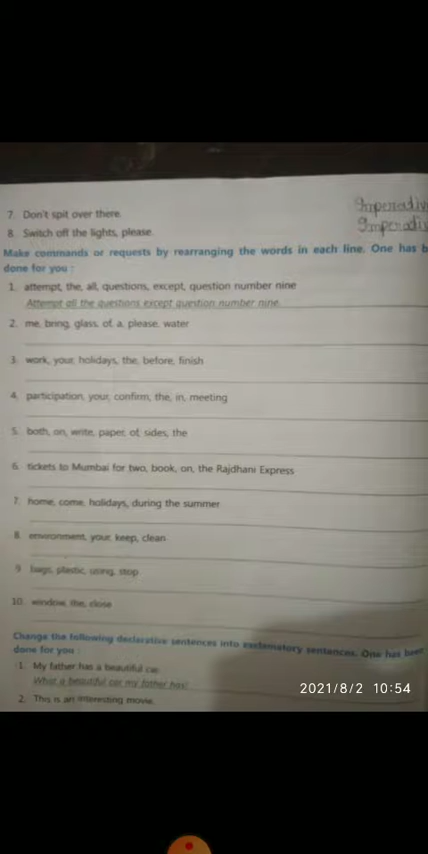 7. Don't spit over there.
8. Switch off the lights, please.
Make commands or requests by rearranging the words in each line. One has b
done for you :
1. attempt, the, all, questions, except, question number nine
Attempt all the questions except question number nine.
2. me, bring, glass, of, a, please, water
3. work, your, holidays, the, before, finish
4. participation, your, confirm, the, in, meeting
5. both, on, write, paper, of, sides, the
6. tickets to Mumbai for two, book, on, the Rajdhani Express
7. home, come, holidays, during the summer
8. environment, your, keep, clean
9. bags, plastic, using, stop
10. window, the, close
Change the following declarative sentences into exclamatory sentences. One has been
done for you :
1. My father has a beautiful car.
What a beautiful car my father has!
2. This is an interesting movie.
2021/8/2 10:54